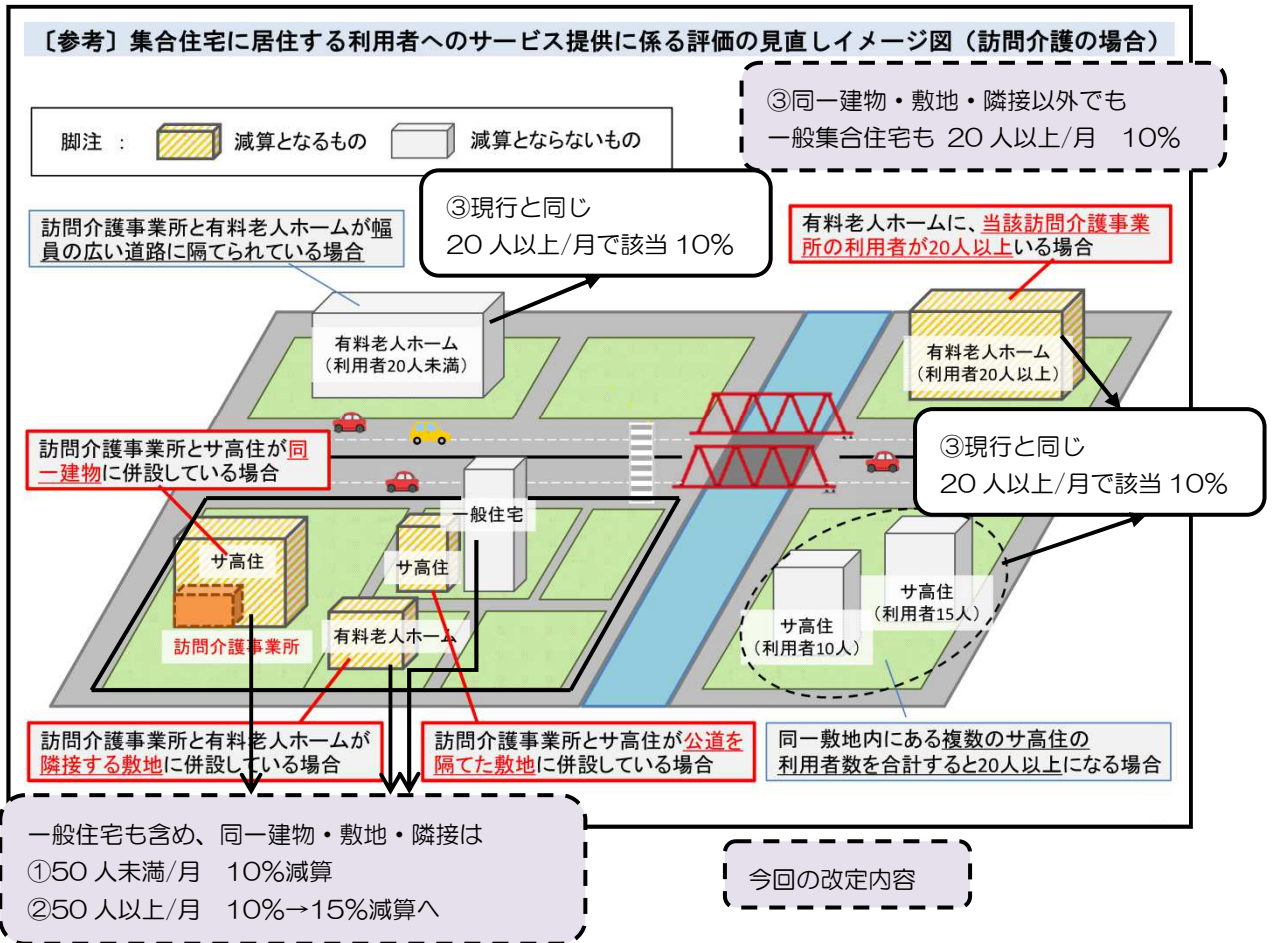 〔参考〕集合住宅に居住する利用者へのサービス提供に係る評価の見直しイメージ図（訪問介護の場合）
③同一建物・敷地・隣接以外でも
一般集合住宅も 20人以上/月　10%
脚注　：　減算となるもの　減算とならないもの
③現行と同じ
20人以上/月で該当10%
訪問介護事業所と有料老人ホームが幅
員の広い道路に隔てられている場合
有料老人ホームに、当該訪問介護事業
所の利用者が20人以上いる場合
有料老人ホーム
（利用者20人未満）
有料老人ホーム
（利用者20人以上）
③現行と同じ
20人以上/月で該当10%
訪問介護事業所とサ高住が同
一建物に併設している場合
一般住宅
サ高住
サ高住
訪問介護事業所
有料老人ホーム
サ高住
（利用者15人）
サ高住
（利用者10人）
訪問介護事業所と有料老人ホームが
隣接する敷地に併設している場合
訪問介護事業所とサ高住が公道を
隔てた敷地に併設している場合
同一敷地内にある複数のサ高住の
利用者数を合計すると20人以上になる場合
一般住宅も含め、同一建物・敷地・隣接は
①50人未満/月　10%減算
②50人以上/月　10%→15%減算へ
今回の改定内容